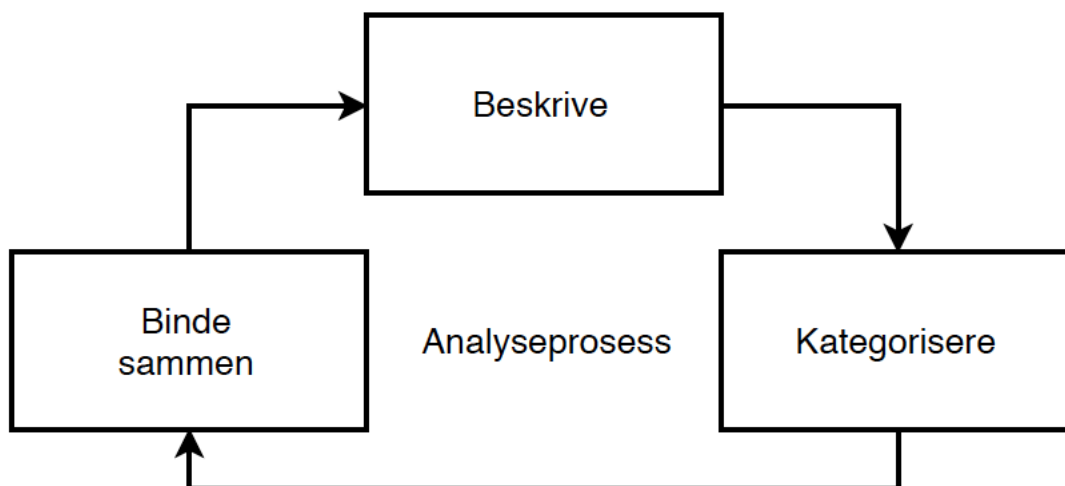 Beskrive
Binde
sammen
Analyseprosess
Kategorisere